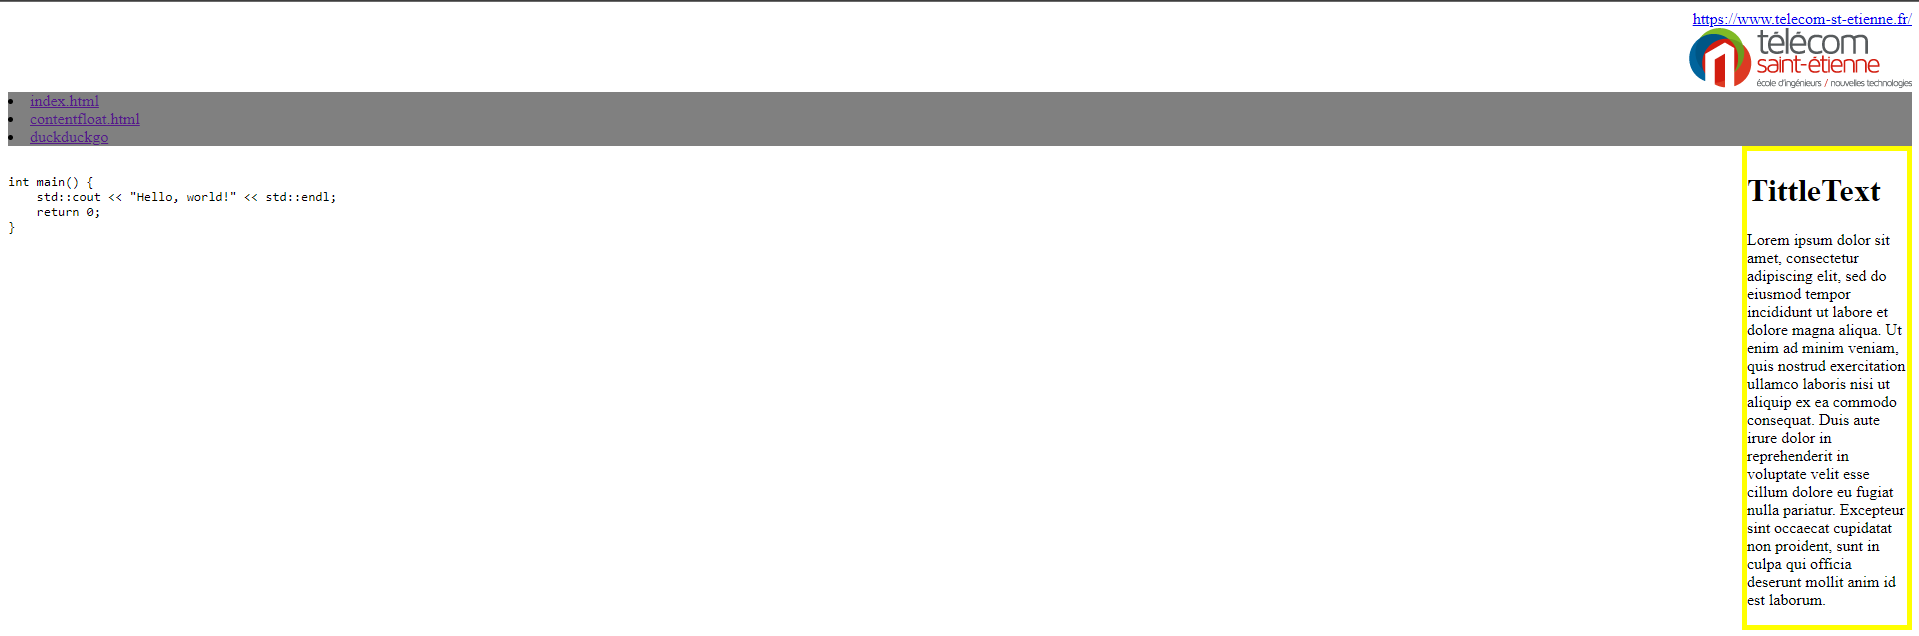 https://www.telecom-st-etienne.fr/
télécom
saint-étienne
école d'ingénieurs / nouvelles technologies
index.html
contentfloat.html
duckduckgo
int main() {
    std::cout << "Hello, world!" << std::endl;
    return 0;
}
TittleText
Lorem ipsum dolor sit
amet, consectetur
adipiscing elit, sed do
eiusmod tempor
incididunt ut labore et
dolore magna aliqua. Ut
enim ad minim veniam,
quis nostrud exercitation
ullamco laboris nisi ut
aliquip ex ea commodo
consequat. Duis aute
irure dolor in
reprehenderit in
voluptate velit esse
cillum dolore eu fugiat
nulla pariatur. Excepteur
sint occaecat cupidatat
non proident, sunt in
culpa qui officia
deserunt mollit anim id
est laborum.